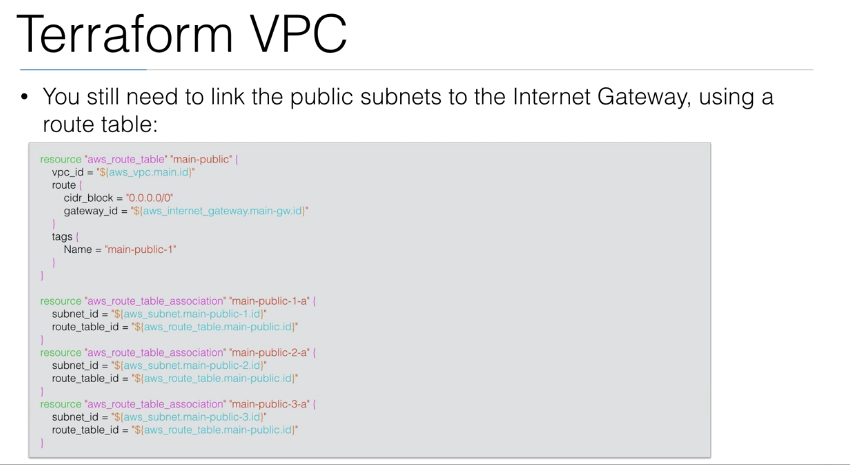 Terraform VPC
• You still need to link the public subnets to the Internet Gateway, using a
route table:
resource "aws_route_table" "main-public" {
vpc_id = "${aws_vpc.main.id}"
route {
cidr_block = "0.0.0.0/0"
gateway_id = "${aws_internet_gateway.main-gw.id}"
}
tags {
Name = "main-public-1"
}
}
resource "aws_route_table_association" "main-public-1-a" {
subnet_id = "${aws_subnet.main-public-1.id}"
route_table_id = "${aws_route_table.main-public.id}"
}
resource "aws_route_table_association" "main-public-2-a" {
subnet_id = "${aws_subnet.main-public-2.id}"
route_table_id = "${aws_route_table.main-public.id}"
}
resource "aws_route_table_association" "main-public-3-a" {
subnet_id = "${aws_subnet.main-public-3.id}"
route_table_id = "${aws_route_table.main-public.id}"
}